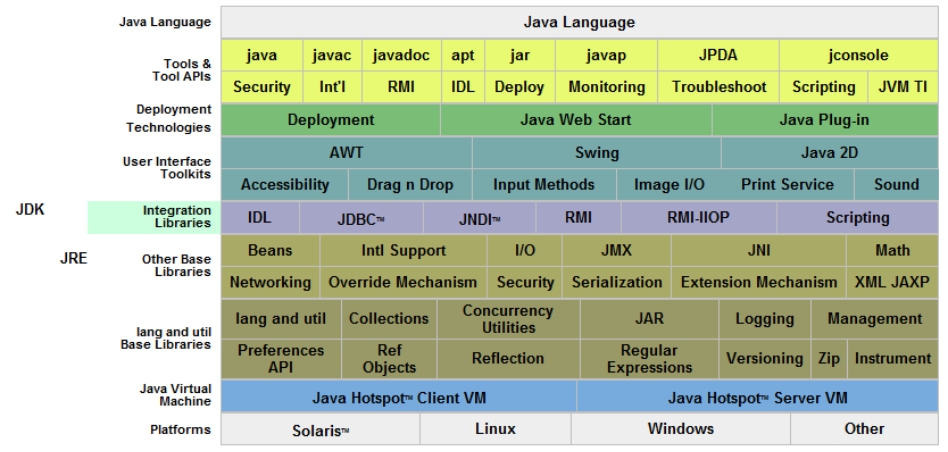 Java Language Java Language
Tools &
Tool APIs
java javac javadoc apt jar javap JPDA jconsole
Security Int'l RMI IDL Deploy Monitoring Troubleshoot Scripting JVM TI
Deployment
Technologies
Deployment Java Web Start Java Plug-in
User Interface
Toolkits
AWT Swing Java 2D
Accessibility Drag n Drop Input Methods Image I/O Print Service Sound
JDK
Integration
Libraries
IDL JDBC™ JNDI™ RMI RMI-IIOP Scripting
JRE
Other Base
Libraries
Beans Intl Support I/O JMX JNI Math
Networking Override Mechanism Security Serialization Extension Mechanism XML JAXP
lang and util
Base Libraries
lang and util Collections Concurrency
Utilities JAR Logging Management
Preferences
API Ref
Objects Reflection Regular
Expressions Versioning Zip Instrument
Java Virtual
Machine
Java Hotspot™ Client VM Java Hotspot™ Server VM
Platforms Solaris™ Linux Windows Other